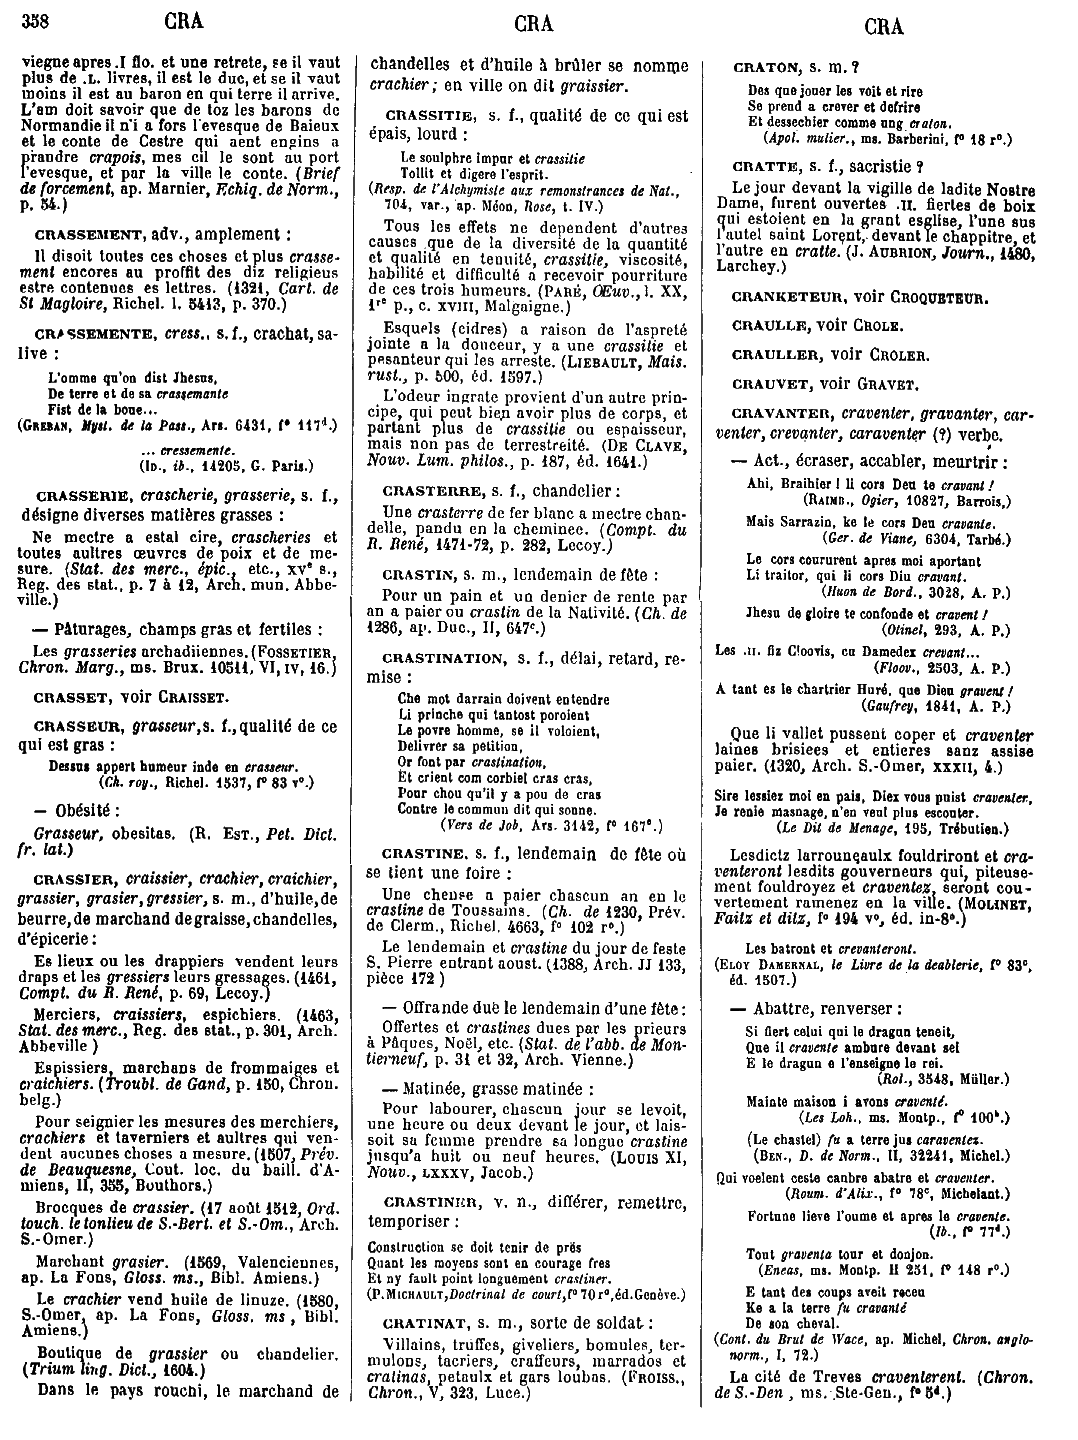 358 CRA CRA CRA
viegne apres .I flo. et une retrete, se il vaut
plus de .L. livres, il est le duc, et se il vaut
moins il est au baron en qui terre il arrive.
L'em doit savoir que de toz les barons de
Normandie il n'i a fors l'evesque de Baieux
et le conte de Cestre qui aent engins a
prandre crapois, mes cil le sont au port
l'evesque, et par la ville le conte. (Brief
de forcement, ap. Marnier, Echiq. de Norm.,
p. 54.)
CRASSEMENT, adv., amplement :
Il disoit toutes ces choses et plus crasse-
ment encores au proffit des diz religieus
estre contenues es lettres. (1321, Cart. de
St Magloire, Richel. l. 5413, p. 370.)
CRASSEMENTE, cress., s. f., crachat, sa-
live :
L'omme qu'on dist Jhesus,
De terre et de sa crassemante
Fist de la boue...
(GREBAN, Myst. de la Pass., Ars. 6431, f° 117d.)
... cressemente.
(ID., ib., 14205, G. Paris.)
CRASSERIE, crascherie, grasserie, s. f.,
désigne diverses matières grasses :
Ne mectre a estal cire, crascheries et
toutes aultres œuvres de poix et de me-
sure. (Stat. des merc., épic., etc., xve s.,
Reg. des stat., p. 7 à 12, Arch. mun. Abbe-
ville.)
— Pâturages, champs gras et fertiles :
Les grasseries archadiiennes. (FOSSETIER,
Chron. Marg., ms. Brux. 10511, VI, IV, 16.)
CRASSET, voir CRAISSET.
CRASSEUR, grasseur, s. f., qualité de ce
qui est gras :
Dessus appert humeur inde en crasseur.
(Ch. roy., Richel. 1537, f° 83 v°.)
— Obésité :
Grasseur, obesitas. (R. EST., Pet. Dict.
fr. lat.)
CRASSIER, craissier, crachier, craichier,
grassier, grasier, gressier, s. m., d'huile, de
beurre, de marchand de graisse, chandelles,
d'épicerie :
Es lieux ou les drappiers vendent leurs
draps et les gressiers leurs gressages. (1461,
Compt. du R. René, p. 69, Lecoy.)
Merciers, craissiers, espichiers. (1463,
Stat. des merc., Reg. des stat., p. 301, Arch.
Abbeville )
Espissiers, marchans de frommaiges et
craichiers. (Troubl. de Gand, p. 150, Chron.
belg.)
Pour seignier les mesures des merchiers,
crachiers et taverniers et aultres qui ven-
dent aucunes choses a mesure. (1507, Prév.
de Beauquesne, Cout. loc. du baill. d'A-
miens, II, 355, Bouthors.)
Brocques de crassier. (17 août 1512, Ord.
touch. le tonlieu de S.-Bert. et S.-Om., Arch.
S.-Omer.)
Marchant grasier. (1569, Valenciennes,
ap. La Fons, Gloss. ms., Bibl. Amiens.)
Le crachier vend huile de linuze. (1580,
S.-Omer, ap. La Fons, Gloss. ms , Bibl.
Amiens.)
Boutique de grassier ou chandelier.
(Trium ling. Dict., 1604.)
Dans le pays rouchi, le marchand de
chandelles et d'huile à brûler se nomme
crachier ; en ville on dit graissier.
CRASSITIE, s. f., qualité de ce qui est
épais, lourd :
Le soulphre impur et crassitie
Tollit et digere l'esprit.
(Resp. de l'Alchymiste aux remonstrances de Nat.,
704, var., ap. Méon, Rose, t. IV.)
Tous les effets ne dependent d'autres
causes que de la diversité de la quantité
et qualité en tenuité, crassitie, viscosité,
habilité et difficulté a recevoir pourriture
de ces trois humeurs. (PARÉ, Œuv., l. XX,
1re p., c. XVIII, Malgaigne.)
Esquels (cidres) a raison de l'aspreté
jointe a la douceur, y a une crassitie et
pesanteur qui les arreste. (LIEBAULT, Mais.
rust., p. 500, éd. 1597.)
L'odeur ingrate provient d'un autre prin-
cipe, qui peut bien avoir plus de corps, et
partant plus de crassitie ou espaisseur,
mais non pas de terrestreité. (DE CLAVE,
Nouv. Lum. philos., p. 187, éd. 1641.)
CRASTERRE, s. f., chandelier :
Une crasterre de fer blanc a mectre chan-
delle, pandu en la cheminee. (Compt. du
R. René, 1471-72, p. 282, Lecoy.)
CRASTIN, s. m., lendemain de fête :
Pour un pain et un denier de rente par
an a paier ou crastin de la Nativité. (Ch. de
1286, ap. Duc., II, 647c.)
CRASTINATION, s. f., délai, retard, re-
mise :
Che mot darrain doivent entendre
Li princhе qui tantost poroient
Le povre homme, se il voloient,
Delivrer sa petition,
Or font par crastination,
Et crient com corbiel cras cras,
Pour chou qu'il y a pou de cras
Contre le commun dit qui sonne.
(Vers de Job, Ars. 3142, f° 167e.)
CRASTINE. s. f., lendemain de fête où
se tient une foire :
Une cheuse a paier chascun an en le
crastine de Toussains. (Ch. de 1230, Prév.
de Clerm., Richel. 4663, f° 102 r°.)
Le lendemain et crastine du jour de feste
S. Pierre entrant aoust. (1388, Arch. JJ 133,
pièce 172 )
— Offrande duë le lendemain d'une fête :
Offertes et crastines dues par les prieurs
à Pâques, Noël, etc. (Stat. de l'abb. de Mon-
tierneuf, p. 31 et 32, Arch. Vienne.)
— Matinée, grasse matinée :
Pour labourer, chascun jour se levoit,
une heure ou deux devant le jour, et lais-
soit sa femme prendre sa longue crastine
jusqu'a huit ou neuf heures. (LOUIS XI,
Nouv., LXXXV, Jacob.)
CRASTINER, v. n., différer, remettre,
temporiser :
Construction se doit tenir de près
Quant les moyens sont en courage fres
Et ny fault point longuement crastiner.
(P. MICHAULT, Doctrinal de court, f° 70 r°, éd. Genève.)
CRATINAT, s. m., sorte de soldat :
Villains, truffes, giveliers, bomules, ter-
mulons, tacriers, craffeurs, marrados et
cratinas, petaulx et gars loubas. (FROISS.,
Chron., V, 323, Luce.)
CRATON, s. m. ?
Des que jouer les voit et rire
Se prend a crever et defrire
Et dessechier comme ung craton.
(Apol. mulier., ms. Barberini, f° 18 r°.)
CRATTE, s. f., sacristie ?
Le jour devant la vigille de ladite Nostre
Dame, furent ouvertes .II. fiertes de boix
qui estoient en la grant esglise, l'une sus
l'autel saint Lorent, devant le chappitre, et
l'autre en cratte. (J. AUBRION, Journ., 1480,
Larchey.)
CRANKETEUR, voir CROQUETEUR.
CRAULLE, voir CROLE.
CRAULLER, voir CROLER.
CRAUVET, voir GRAVET.
CRAVANTER, craventer, gravanter, car-
venter, crevanter, caraventer (?) verbe.
— Act., écraser, accabler, meurtrir :
Ahi, Braihier ! li cors Deu te cravant !
(RAIMB., Ogier, 10827, Barrois.)
Mais Sarrazin, ke le cors Deu cravante.
(Ger. de Viane, 6304, Tarbé.)
Le cors coururent apres moi aportant
Li traitor, qui li cors Diu cravant.
(Huon de Bord., 3028, A. P.)
Jhesu de gloire te confonde et cravent !
(Otinel, 293, A. P.)
Les .II. fiz Cloovis, cu Damedex crevant...
(Floov., 2503, A. P.)
A tant es le chartrier Huré, que Dieu gravent !
(Gaufrey, 1841, A. P.)
Que li vallet pussent coper et craventer
laines brisiees et entieres sanz assise
paier. (1320, Arch. S.-Omer, XXXII, 4.)
Sire lessiez moi en pais, Diex vous puist craventer,
Je renie masnage, n'en veul plus escouter.
(Le Dit de Menage, 195, Trébutien.)
Lesdictz larrounçaulx fouldriront et cra-
venteront lesdits gouverneurs qui, piteuse-
ment fouldroyez et craventez, seront cou-
vertement ramenez en la ville. (MOLINET,
Faitz et ditz, f° 194 v°, éd. in-8°.)
Les batront et crevanteront.
(ELOY DAMERNAL, le Liure de la deablerie, f° 83c,
éd. 1507.)
— Abattre, renverser :
Si fiert celui qui le dragun teneit,
Que il cravente ambure devant sei
E le dragun e l'enseigne le rei.
(Rol., 3548, Müller.)
Mainte maison i avons craventé.
(Les Loh., ms. Montp., f° 100b.)
(Le chastel) fu a terre jus caraventez.
(BEN., D. de Norm., II, 32241, Michel.)
Qui voelent ceste canbre abatre et craventer.
(Roum. d'Alix., f° 78c, Michelant.)
Fortune lieve l'oume et apres le cravente.
(Ib., f° 77d.)
Tout graventa tour et donjon.
(Eneas, ms. Montp. H 251, f° 148 r°.)
E tant des coups aveit receu
Ke a la terre fu cravanté
De son cheval.
(Cont. du Brut de Wace, ap. Michel, Chron. anglo-
norm., I, 72.)
La cité de Treves craventerent. (Chron.
de S.-Den , ms. Ste-Gen., f° 5d.)